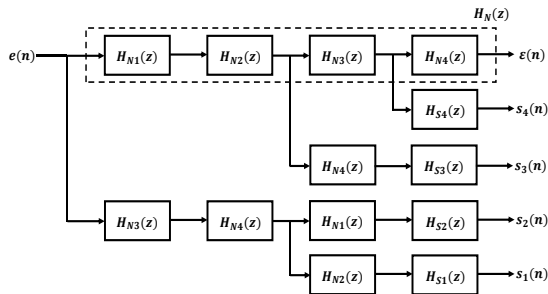 H_N(z)
e(n) H_N1(z) H_N2(z) H_N3(z) H_N4(z) ε(n)
H_S4(z) s_4(n)
H_N4(z) H_S3(z) s_3(n)
H_N3(z) H_N4(z) H_N1(z) H_S2(z) s_2(n)
H_N2(z) H_S1(z) s_1(n)